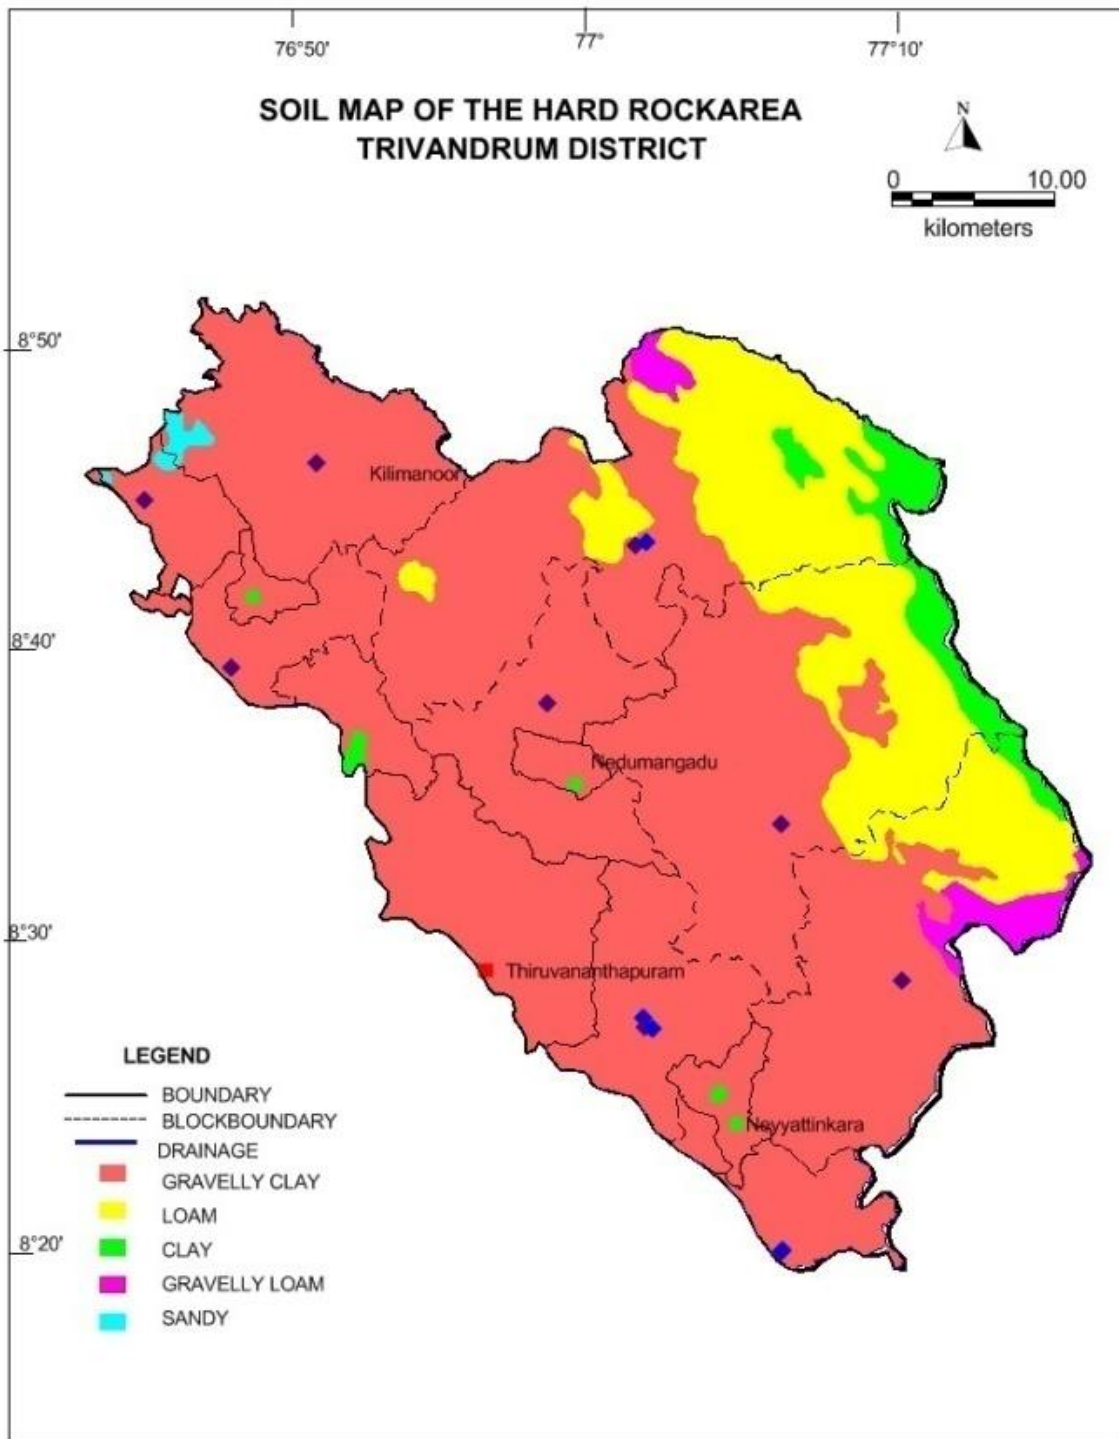 76°50'
77°
77°10'
SOIL MAP OF THE HARD ROCKAREA
TRIVANDRUM DISTRICT
N
0 10.00
kilometers
8°50'
Kilimanoor
8°40'
Nedumangadu
8°30'
Thiruvananthapuram
LEGEND
BOUNDARY
BLOCKBOUNDARY
Neyyattinkara
DRAINAGE
GRAVELLY CLAY
LOAM
8°20'
CLAY
GRAVELLY LOAM
SANDY